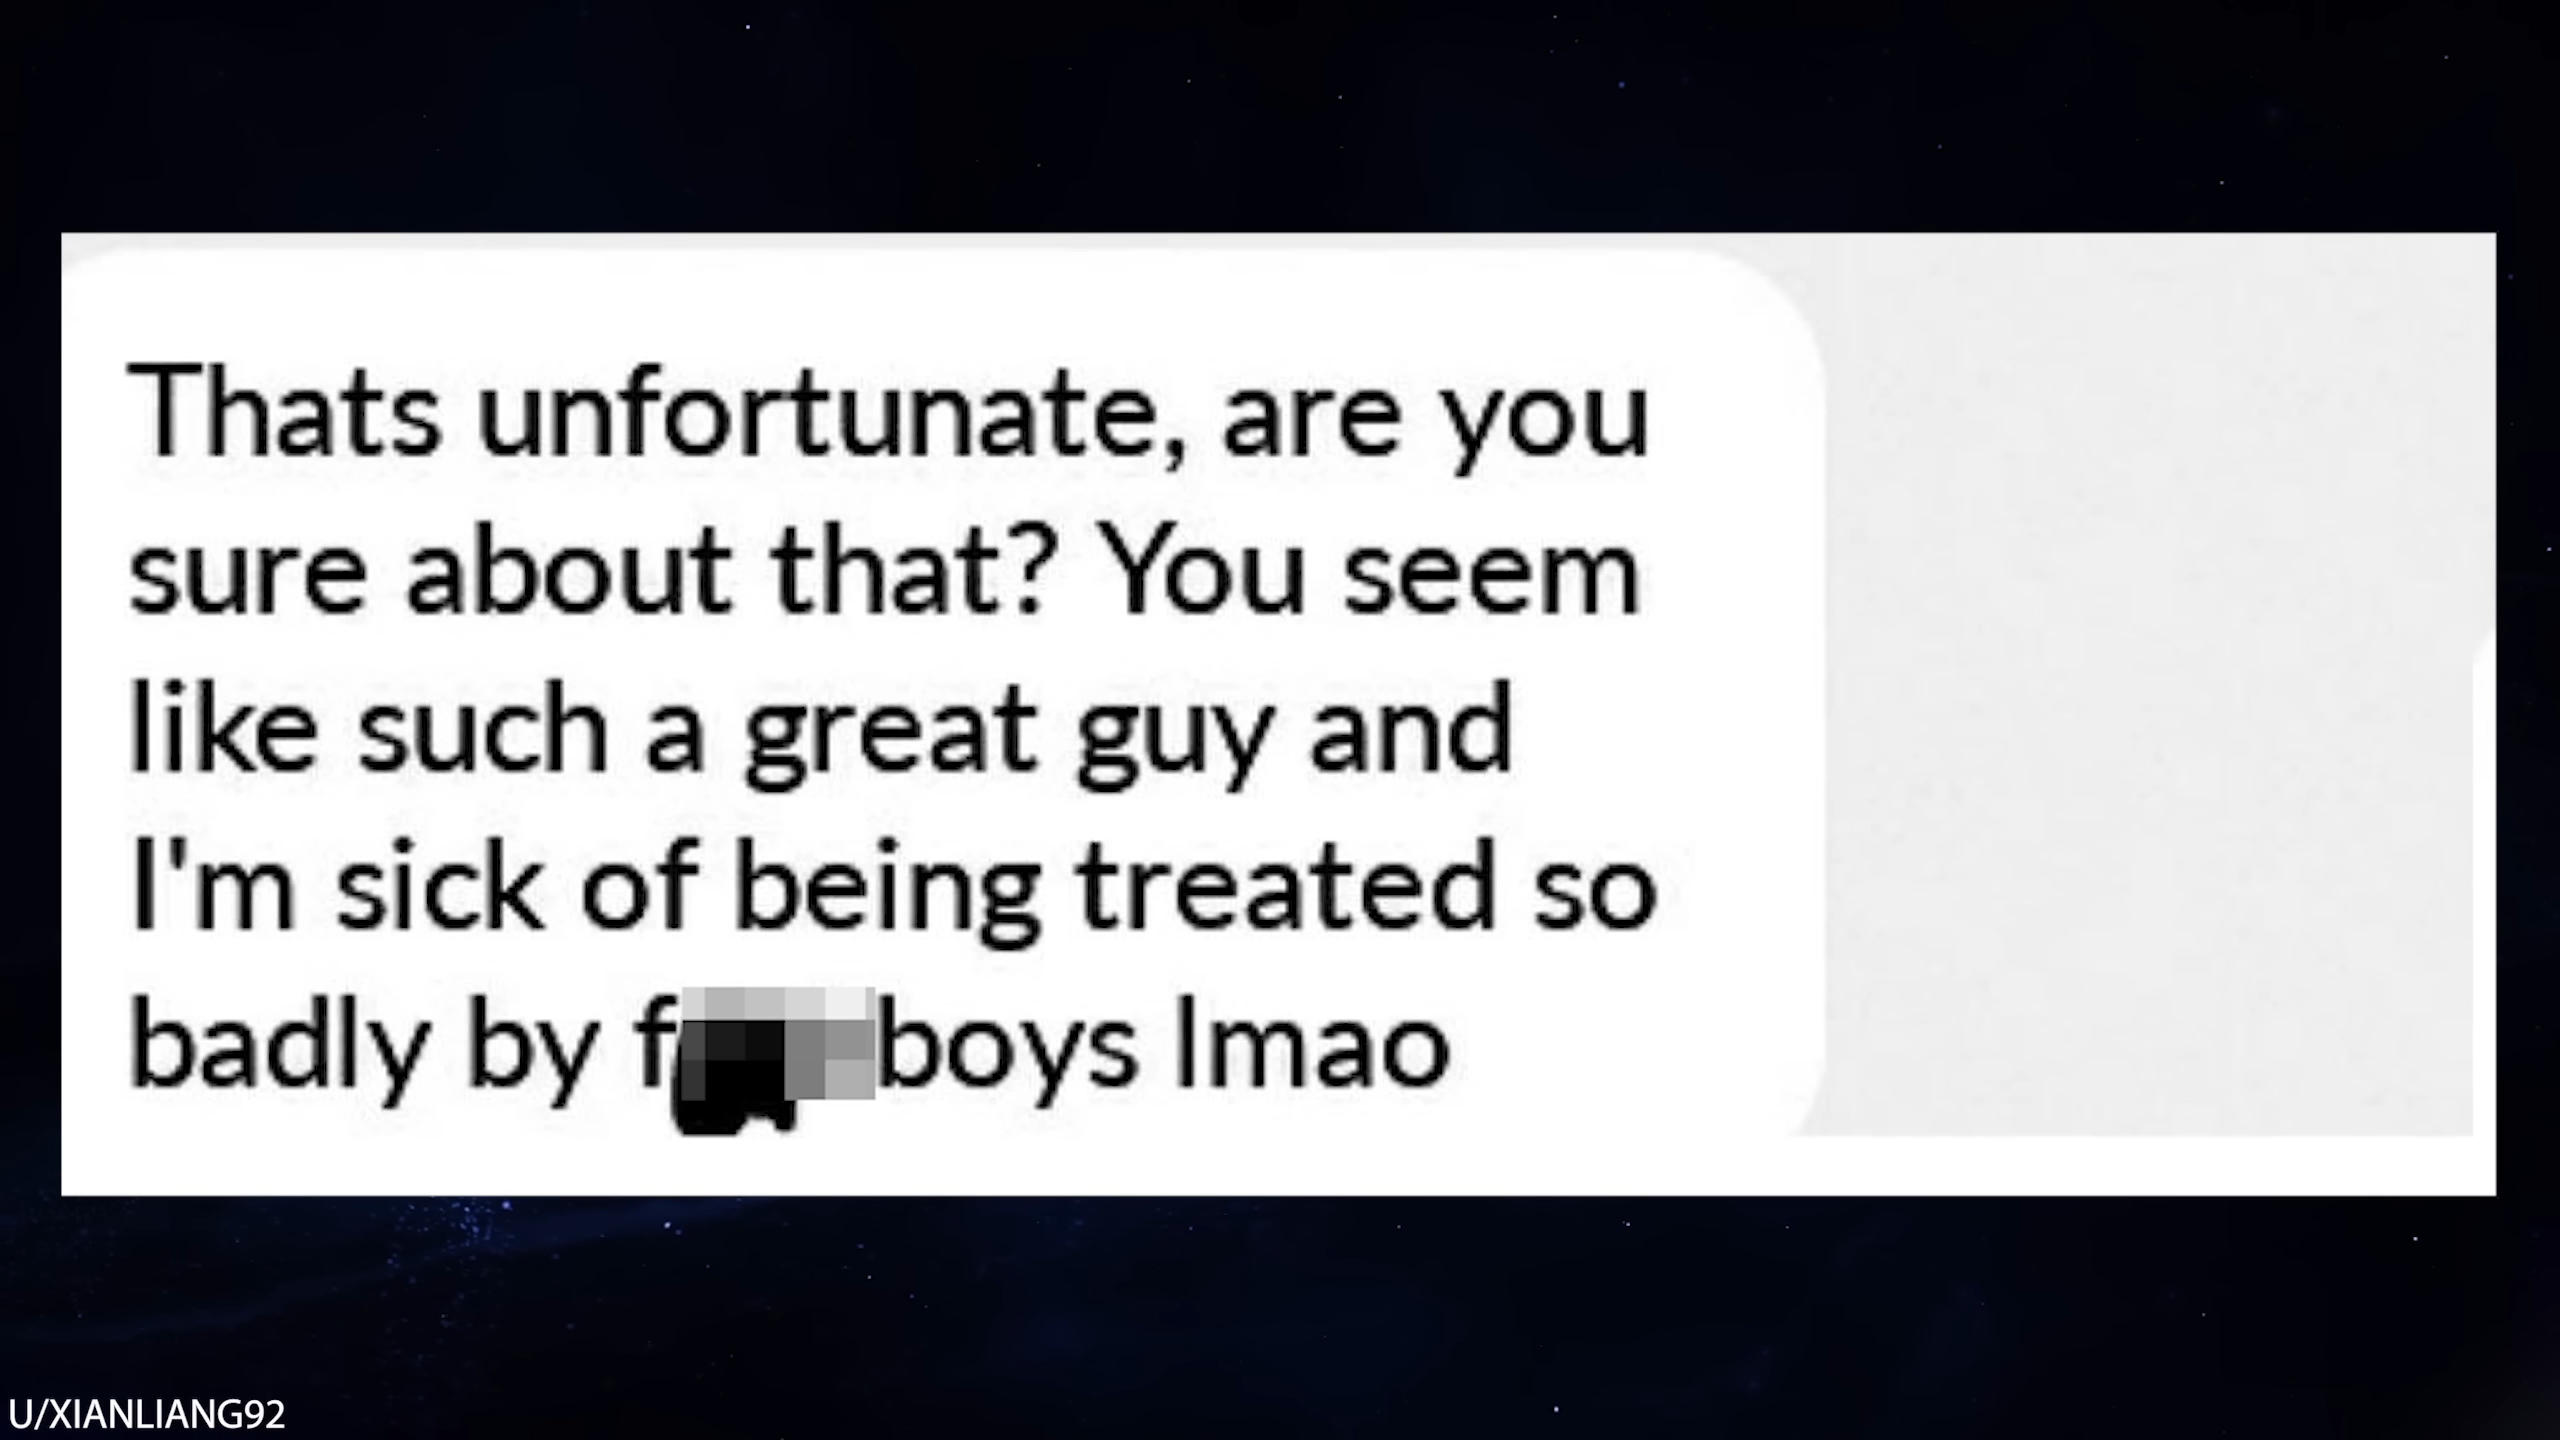 Thats unfortunate, are you
sure about that? You seem
like such a great guy and
I'm sick of being treated so
badly by boys lmao
U/XIANLIANG92